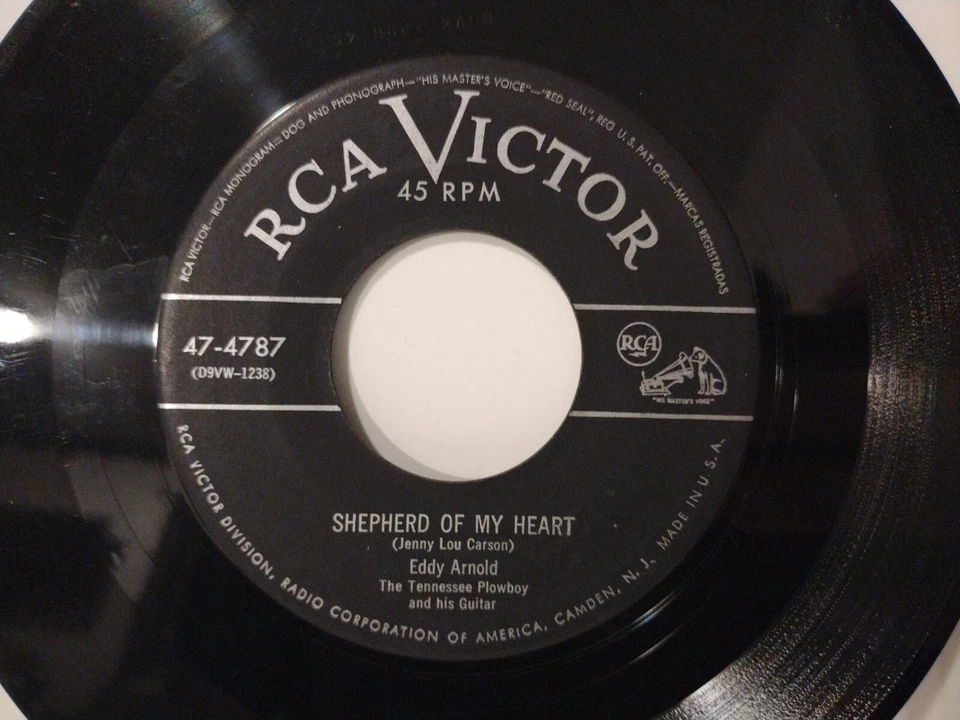 RCA VICTOR—RCA MONOGRAM—DOG AND PHONOGRAPH—"HIS MASTER'S VOICE"—"RED SEAL", REG. U. S. PAT. OFF.—MARCAS REGISTRADAS
RCA VICTOR
45 RPM
47-4787
(D9VW-1238)
RCA
"HIS MASTER'S VOICE"
SHEPHERD OF MY HEART
(Jenny Lou Carson)
Eddy Arnold
The Tennessee Plowboy
and his Guitar
RCA VICTOR DIVISION, RADIO CORPORATION OF AMERICA, CAMDEN, N. J. MADE IN U. S. A.